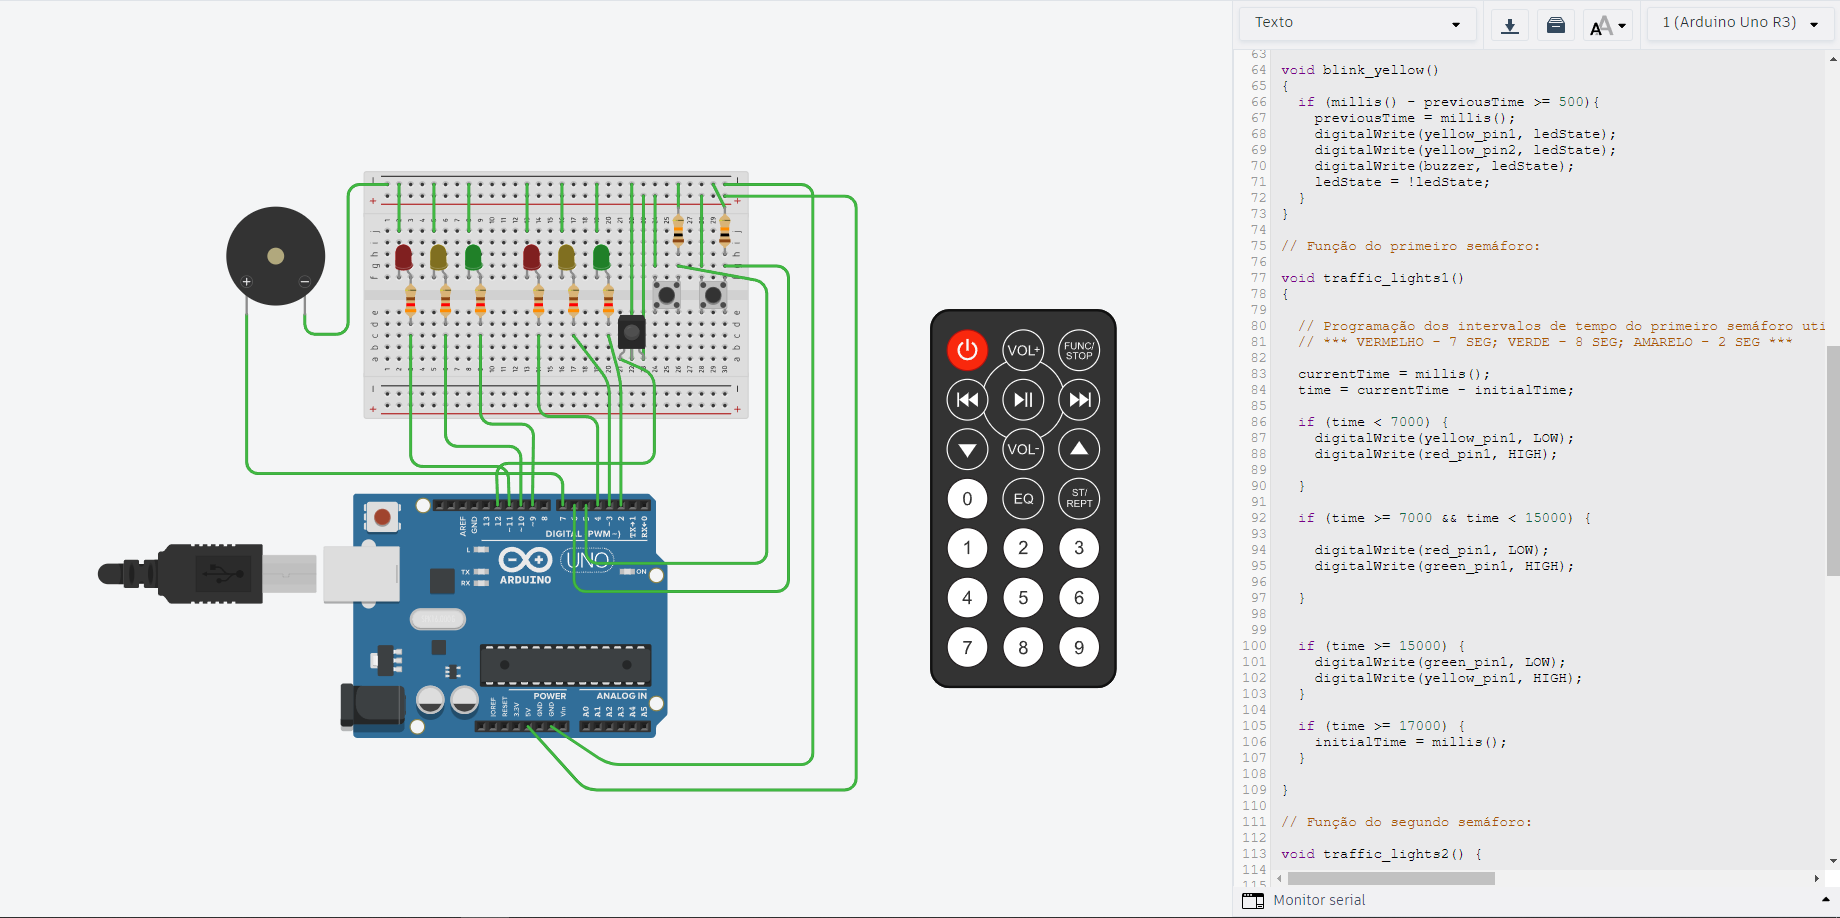 Texto
1 (Arduino Uno R3)
63
64 void blink_yellow()
65 {
66 if (millis() - previousTime >= 500){
67 previousTime = millis();
68 digitalWrite(yellow_pin1, ledState);
69 digitalWrite(yellow_pin2, ledState);
70 digitalWrite(buzzer, ledState);
71 ledState = !ledState;
72 }
73 }
74
75 // Função do primeiro semáforo:
76
77 void traffic_lights1()
78 {
79
80 // Programação dos intervalos de tempo do primeiro semáforo uti
81 // *** VERMELHO - 7 SEG; VERDE - 8 SEG; AMARELO - 2 SEG ***
82
83 currentTime = millis();
84 time = currentTime - initialTime;
85
86 if (time < 7000) {
87 digitalWrite(yellow_pin1, LOW);
88 digitalWrite(red_pin1, HIGH);
89
90 }
91
92 if (time >= 7000 && time < 15000) {
93
94 digitalWrite(red_pin1, LOW);
95 digitalWrite(green_pin1, HIGH);
96
97 }
98
99
100 if (time >= 15000) {
101 digitalWrite(green_pin1, LOW);
102 digitalWrite(yellow_pin1, HIGH);
103 }
104
105 if (time >= 17000) {
106 initialTime = millis();
107 }
108
109 }
110
111 // Função do segundo semáforo:
112
113 void traffic_lights2() {
114
115
Monitor serial
VOL+
FUNC/
STOP
VOL-
0
EQ
ST/
REPT
1 2 3
4 5 6
7 8 9
AREF
GND
13
12
~11
~10
~9
8
7
4
~3
2
TX→1
RX←0
DIGITAL (PWM~)
L
TX
RX
UNO
ARDUINO
ON
POWER
ANALOG IN
IOREF
RESET
3.3V
5V
GND
GND
Vin
A0
A1
A2
A3
A4
A5